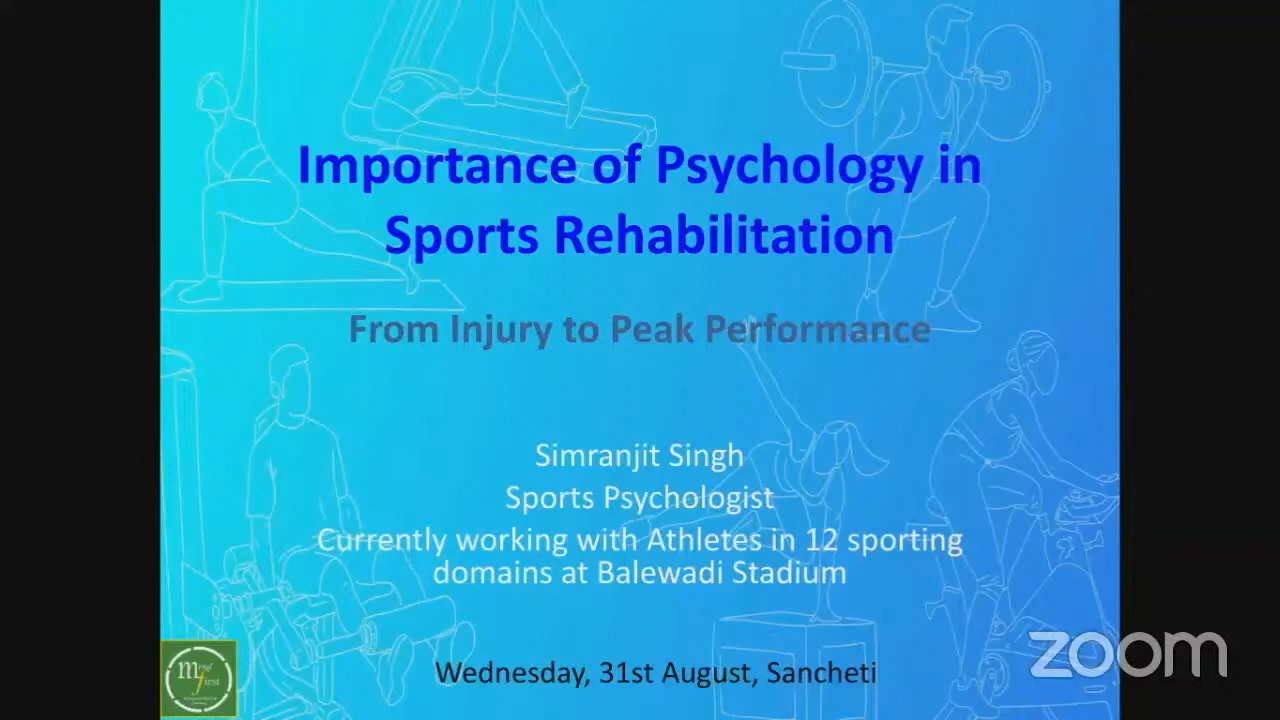 Importance of Psychology in
Sports Rehabilitation
From Injury to Peak Performance
Simranjit Singh
Sports Psychologist
Currently working with Athletes in 12 sporting
domains at Balewadi Stadium
Wednesday, 31st August, Sancheti
zoom
first